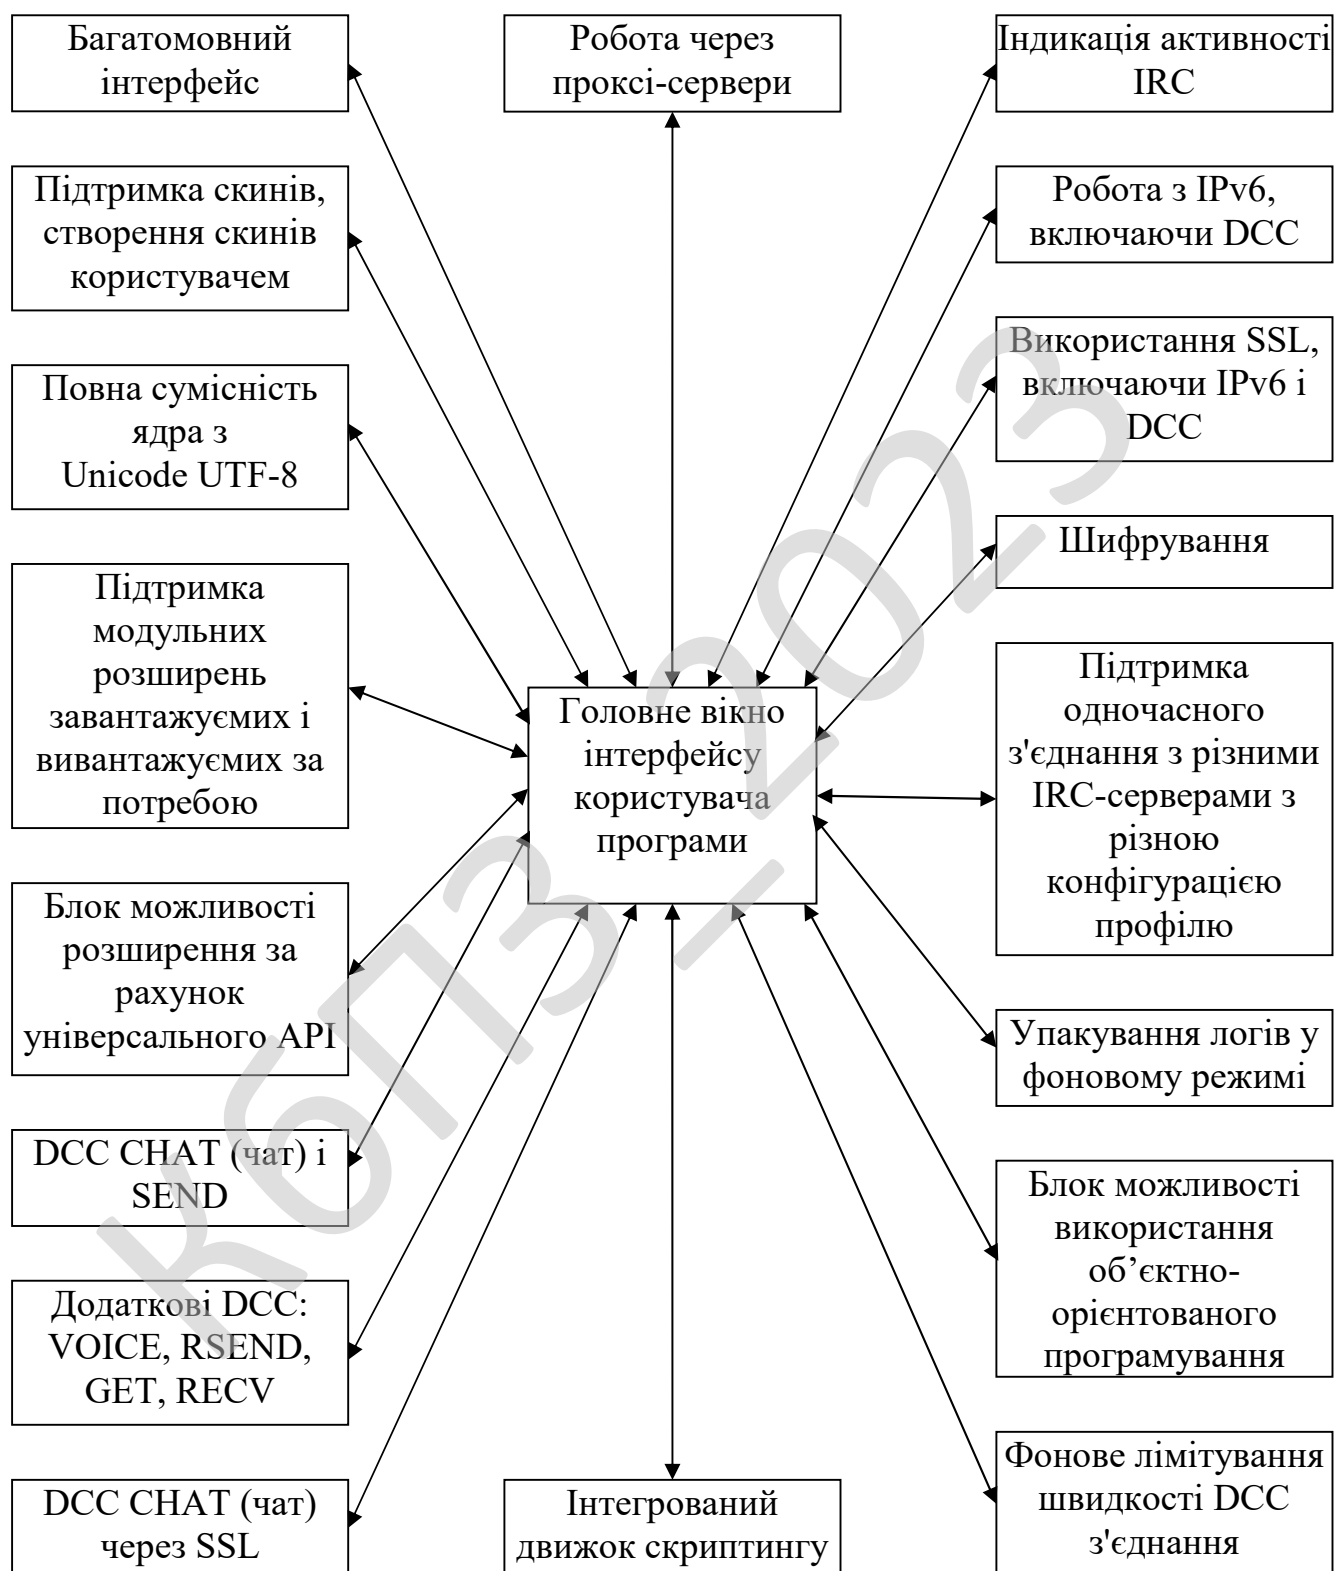 Багатомовний
інтерфейс
Робота через
проксі-сервери
Індикація активності
IRC
Підтримка скинів,
створення скинів
користувачем
Робота з IPv6,
включаючи DCC
Повна сумісність
ядра з
Unicode UTF-8
Використання SSL,
включаючи IPv6 і
DCC
Шифрування
Підтримка
модульних
розширень
завантажуємих і
вивантажуємих за
потребою
Головне вікно
інтерфейсу
користувача
програми
Підтримка
одночасного
з'єднання з різними
IRC-серверами з
різною
конфігурацією
профілю
Блок можливості
розширення за
рахунок
універсального API
Упакування логів у
фоновому режимі
DCC CHAT (чат) і
SEND
Блок можливості
використання
об’єктно-
орієнтованого
програмування
Додаткові DCC:
VOICE, RSEND,
GET, RECV
DCC CHAT (чат)
через SSL
Інтегрований
движок скриптингу
Фонове лімітування
швидкості DCC
з'єднання
КбПЗ_2023